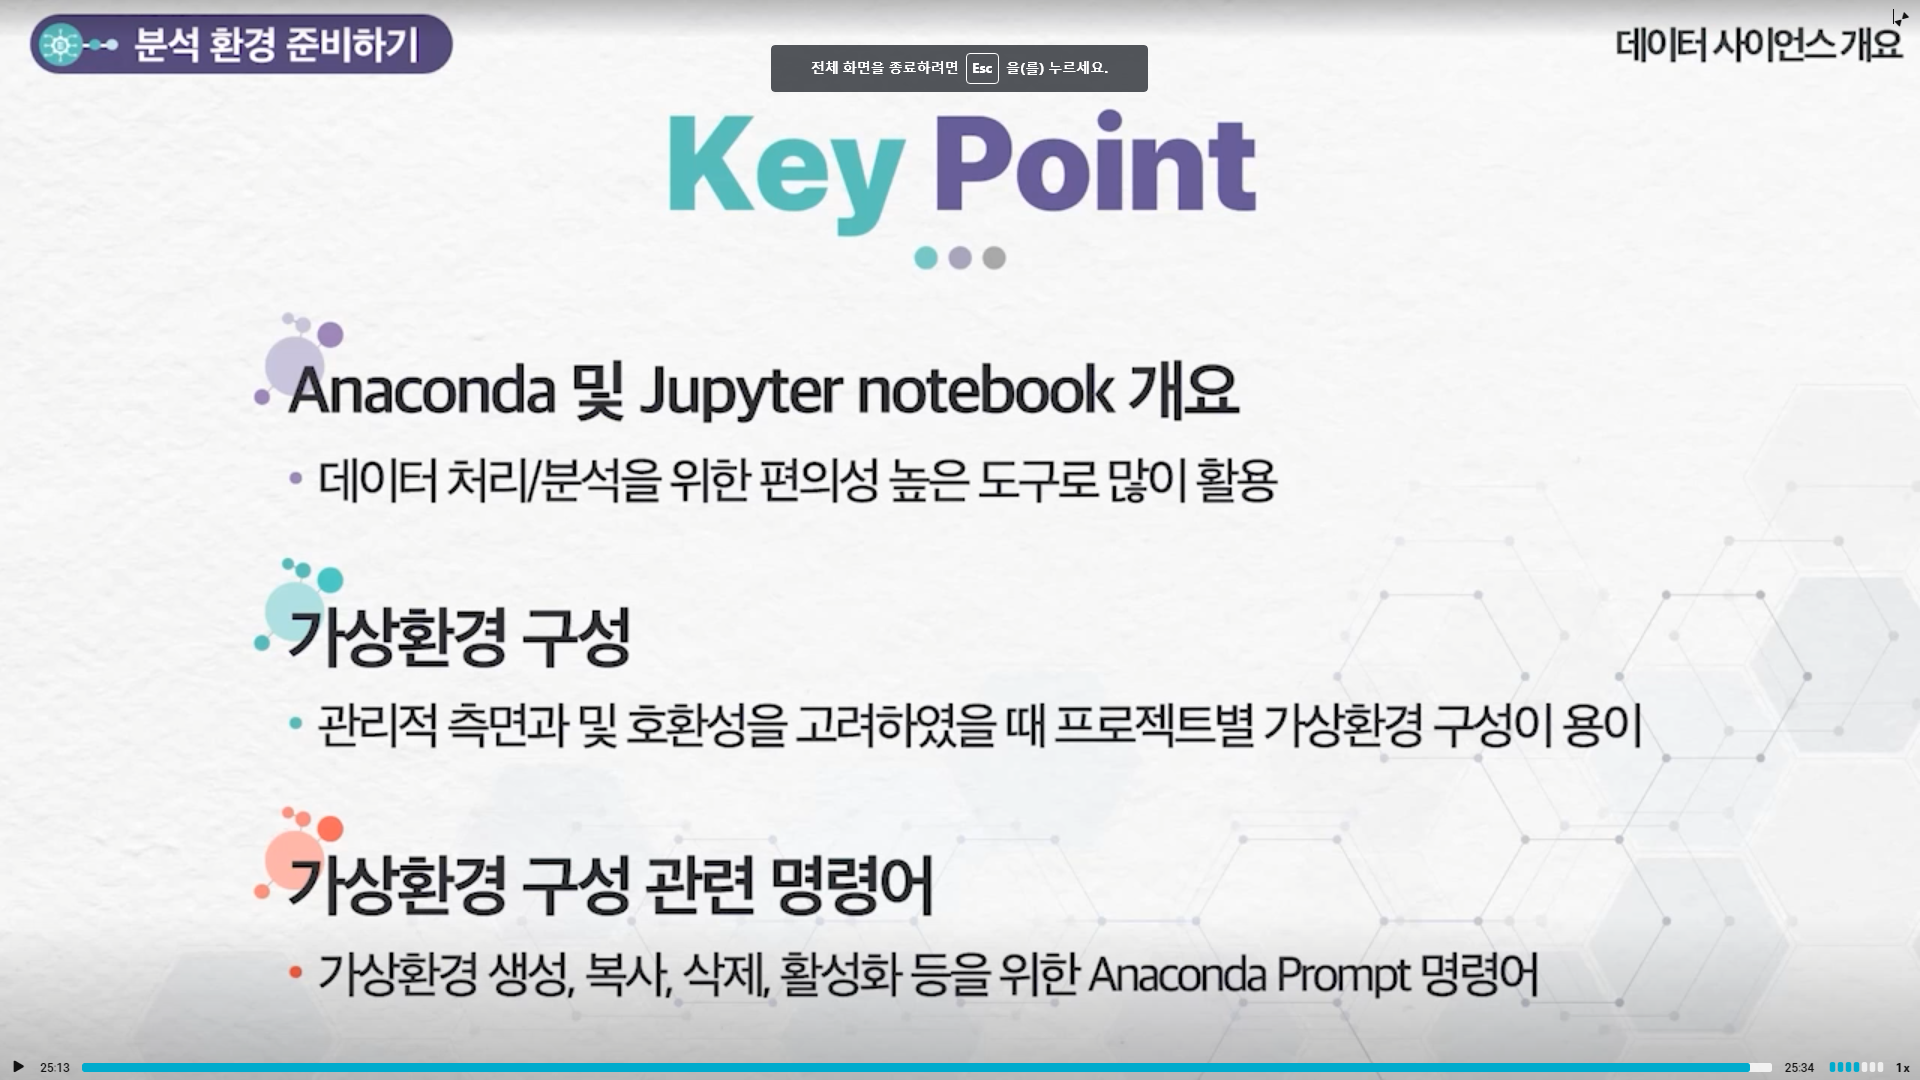 분석 환경 준비하기
데이터 사이언스 개요
전체 화면을 종료하려면 Esc 을(를) 누르세요.
Key Point
Anaconda 및 Jupyter notebook 개요
• 데이터 처리/분석을 위한 편의성 높은 도구로 많이 활용
가상환경 구성
• 관리적 측면과 및 호환성을 고려하였을 때 프로젝트별 가상환경 구성이 용이
가상환경 구성 관련 명령어
• 가상환경 생성, 복사, 삭제, 활성화 등을 위한 Anaconda Prompt 명령어
25:13
25:34
1x